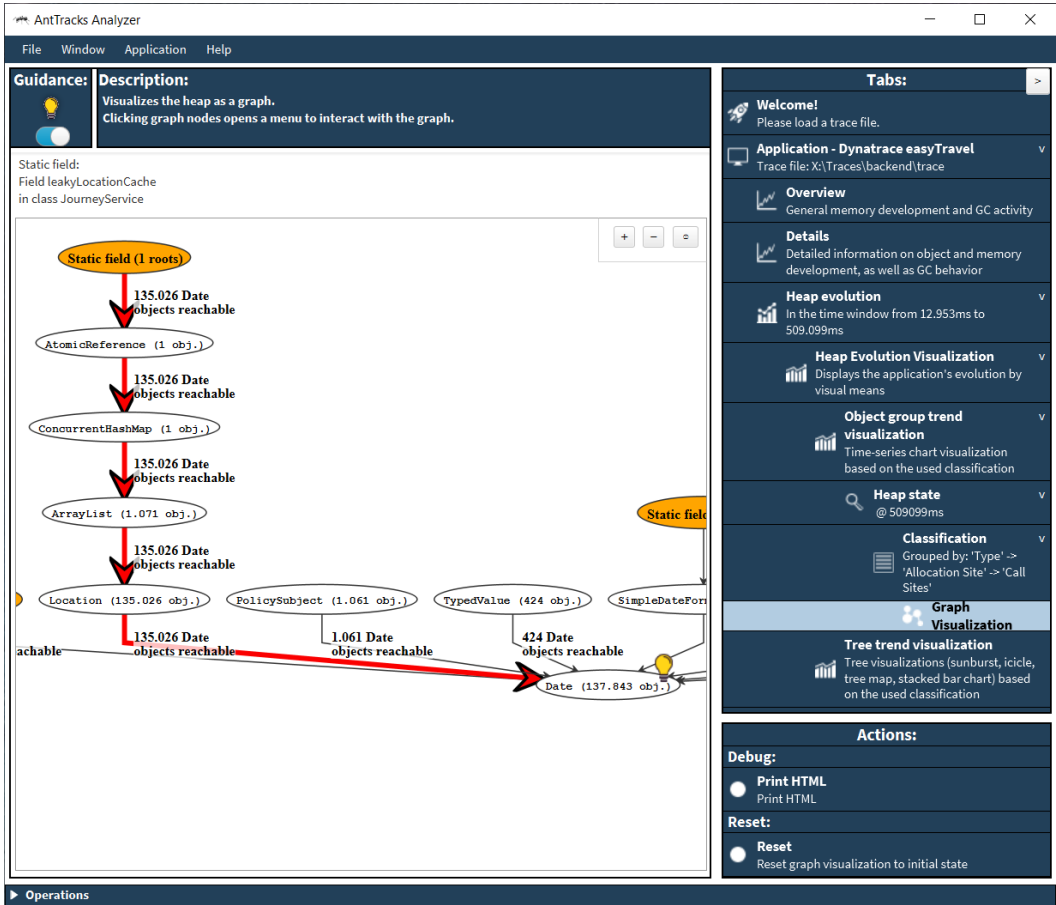 AntTracks Analyzer
File Window Application Help
Guidance:
Description:
Visualizes the heap as a graph.
Clicking graph nodes opens a menu to interact with the graph.
Static field:
Field leakyLocationCache
in class JourneyService
+ −
Static field (1 roots)
135.026 Date
objects reachable
AtomicReference (1 obj.)
135.026 Date
objects reachable
ConcurrentHashMap (1 obj.)
135.026 Date
objects reachable
ArrayList (1.071 obj.)
Static field
135.026 Date
objects reachable
Location (135.026 obj.) PolicySubject (1.061 obj.) TypedValue (424 obj.) SimpleDateFor
135.026 Date
objects reachable
1.061 Date
objects reachable
424 Date
objects reachable
achable
Date (137.843 obj.)
Tabs:
>
Welcome!
Please load a trace file.
Application - Dynatrace easyTravel v
Trace file: X:\Traces\backend\trace
Overview
General memory development and GC activity
Details
Detailed information on object and memory
development, as well as GC behavior
Heap evolution v
In the time window from 12.953ms to
509.099ms
Heap Evolution Visualization v
Displays the application's evolution by
visual means
Object group trend v
visualization
Time-series chart visualization
based on the used classification
Heap state v
@ 509099ms
Classification v
Grouped by: 'Type' ->
'Allocation Site' -> 'Call
Sites'
Graph
Visualization
Tree trend visualization
Tree visualizations (sunburst, icicle,
tree map, stacked bar chart) based
on the used classification
Actions:
Debug:
Print HTML
Print HTML
Reset:
Reset
Reset graph visualization to initial state
Operations